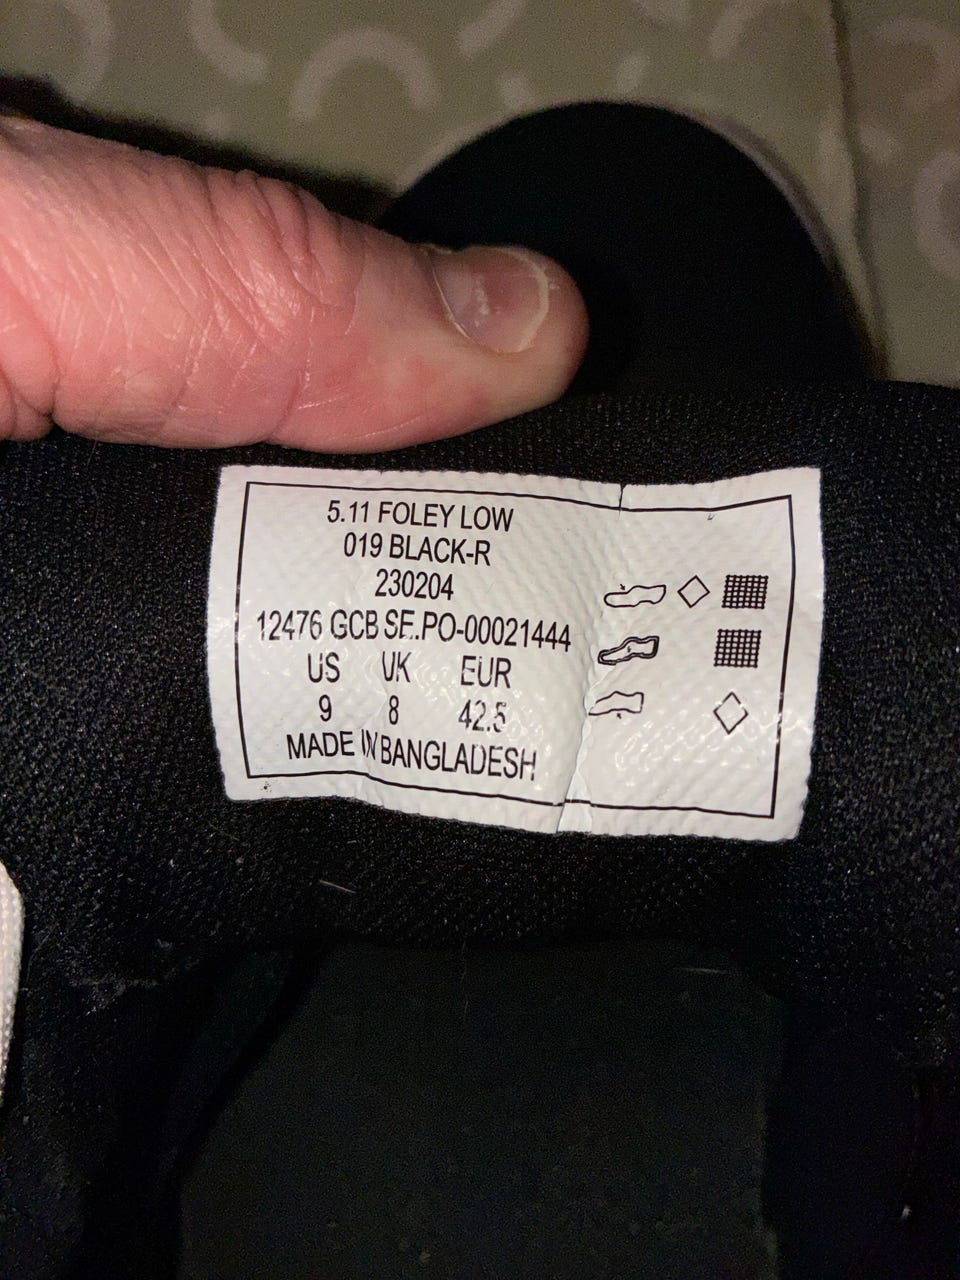 5.11 FOLEY LOW
019 BLACK-R
230204
12476 GCB SE.PO-00021444
US UK EUR
9 8 42.5
MADE IN BANGLADESH